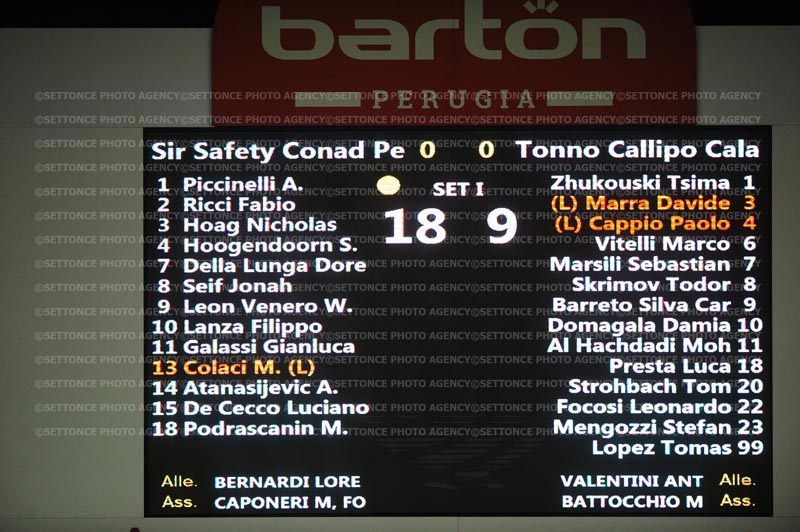 bartön
PERUGIA
©SETTONCE PHOTO AGENCY
Sir Safety Conad Pe 0 0 Tonno Callipo Cala
SET I
18 9
1 Piccinelli A.
2 Ricci Fabio
3 Hoag Nicholas
4 Hoogendoorn S.
7 Della Lunga Dore
8 Seif Jonah
9 Leon Venero W.
10 Lanza Filippo
11 Galassi Gianluca
13 Colaci M. (L)
14 Atanasijevic A.
15 De Cecco Luciano
18 Podrascanin M.
Alle. BERNARDI LORE
Ass. CAPONERI M, FO
Zhukouski Tsima 1
(L) Marra Davide 3
(L) Cappio Paolo 4
Vitelli Marco 6
Marsili Sebastian 7
Skrimov Todor 8
Barreto Silva Car 9
Domagala Damia 10
Al Hachdadi Moh 11
Presta Luca 18
Strohbach Tom 20
Focosi Leonardo 22
Mengozzi Stefan 23
Lopez Tomas 99
VALENTINI ANT Alle.
BATTOCCHIO M Ass.